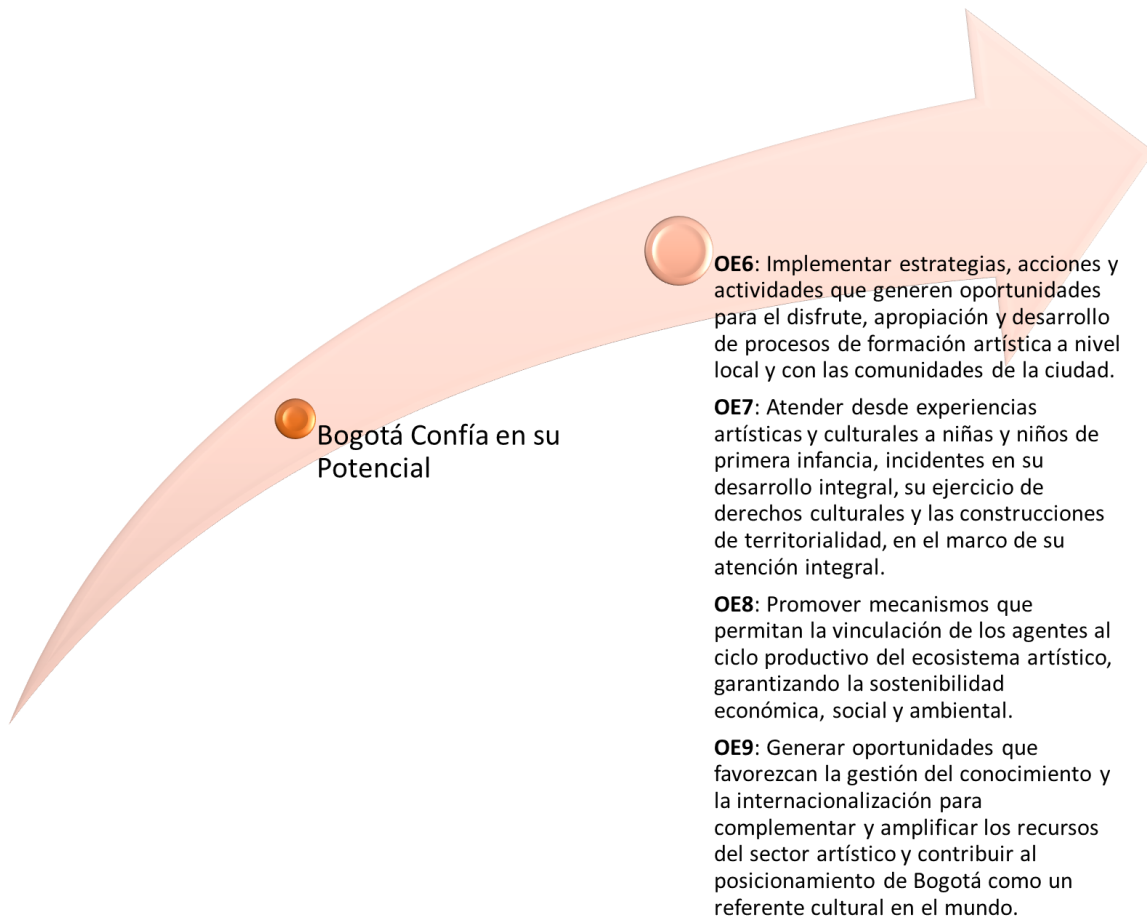 Bogotá Confía en su
Potencial
OE6: Implementar estrategias, acciones y
actividades que generen oportunidades
para el disfrute, apropiación y desarrollo
de procesos de formación artística a nivel
local y con las comunidades de la ciudad.
OE7: Atender desde experiencias
artísticas y culturales a niñas y niños de
primera infancia, incidentes en su
desarrollo integral, su ejercicio de
derechos culturales y las construcciones
de territorialidad, en el marco de su
atención integral.
OE8: Promover mecanismos que
permitan la vinculación de los agentes al
ciclo productivo del ecosistema artístico,
garantizando la sostenibilidad
económica, social y ambiental.
OE9: Generar oportunidades que
favorezcan la gestión del conocimiento y
la internacionalización para
complementar y amplificar los recursos
del sector artístico y contribuir al
posicionamiento de Bogotá como un
referente cultural en el mundo.